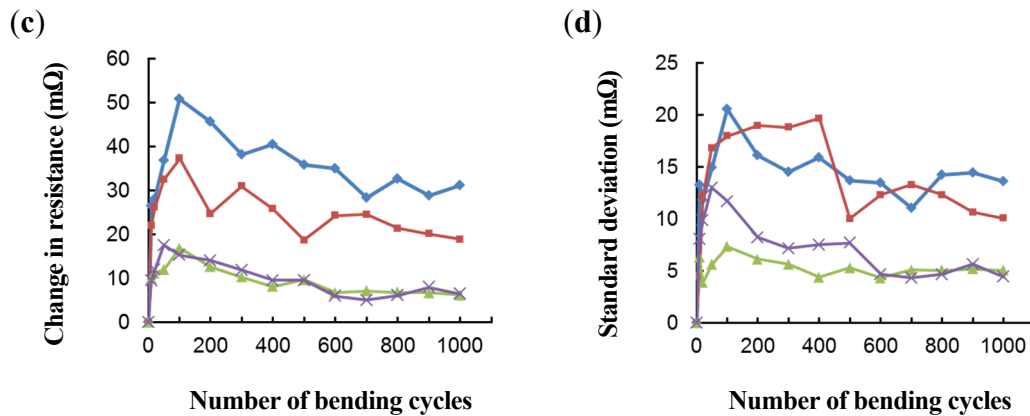 (c)
Change in resistance (mΩ)
60
50
40
30
20
10
0
0 200 400 600 800 1000
Number of bending cycles
(d)
Standard deviation (mΩ)
25
20
15
10
5
0
0 200 400 600 800 1000
Number of bending cycles